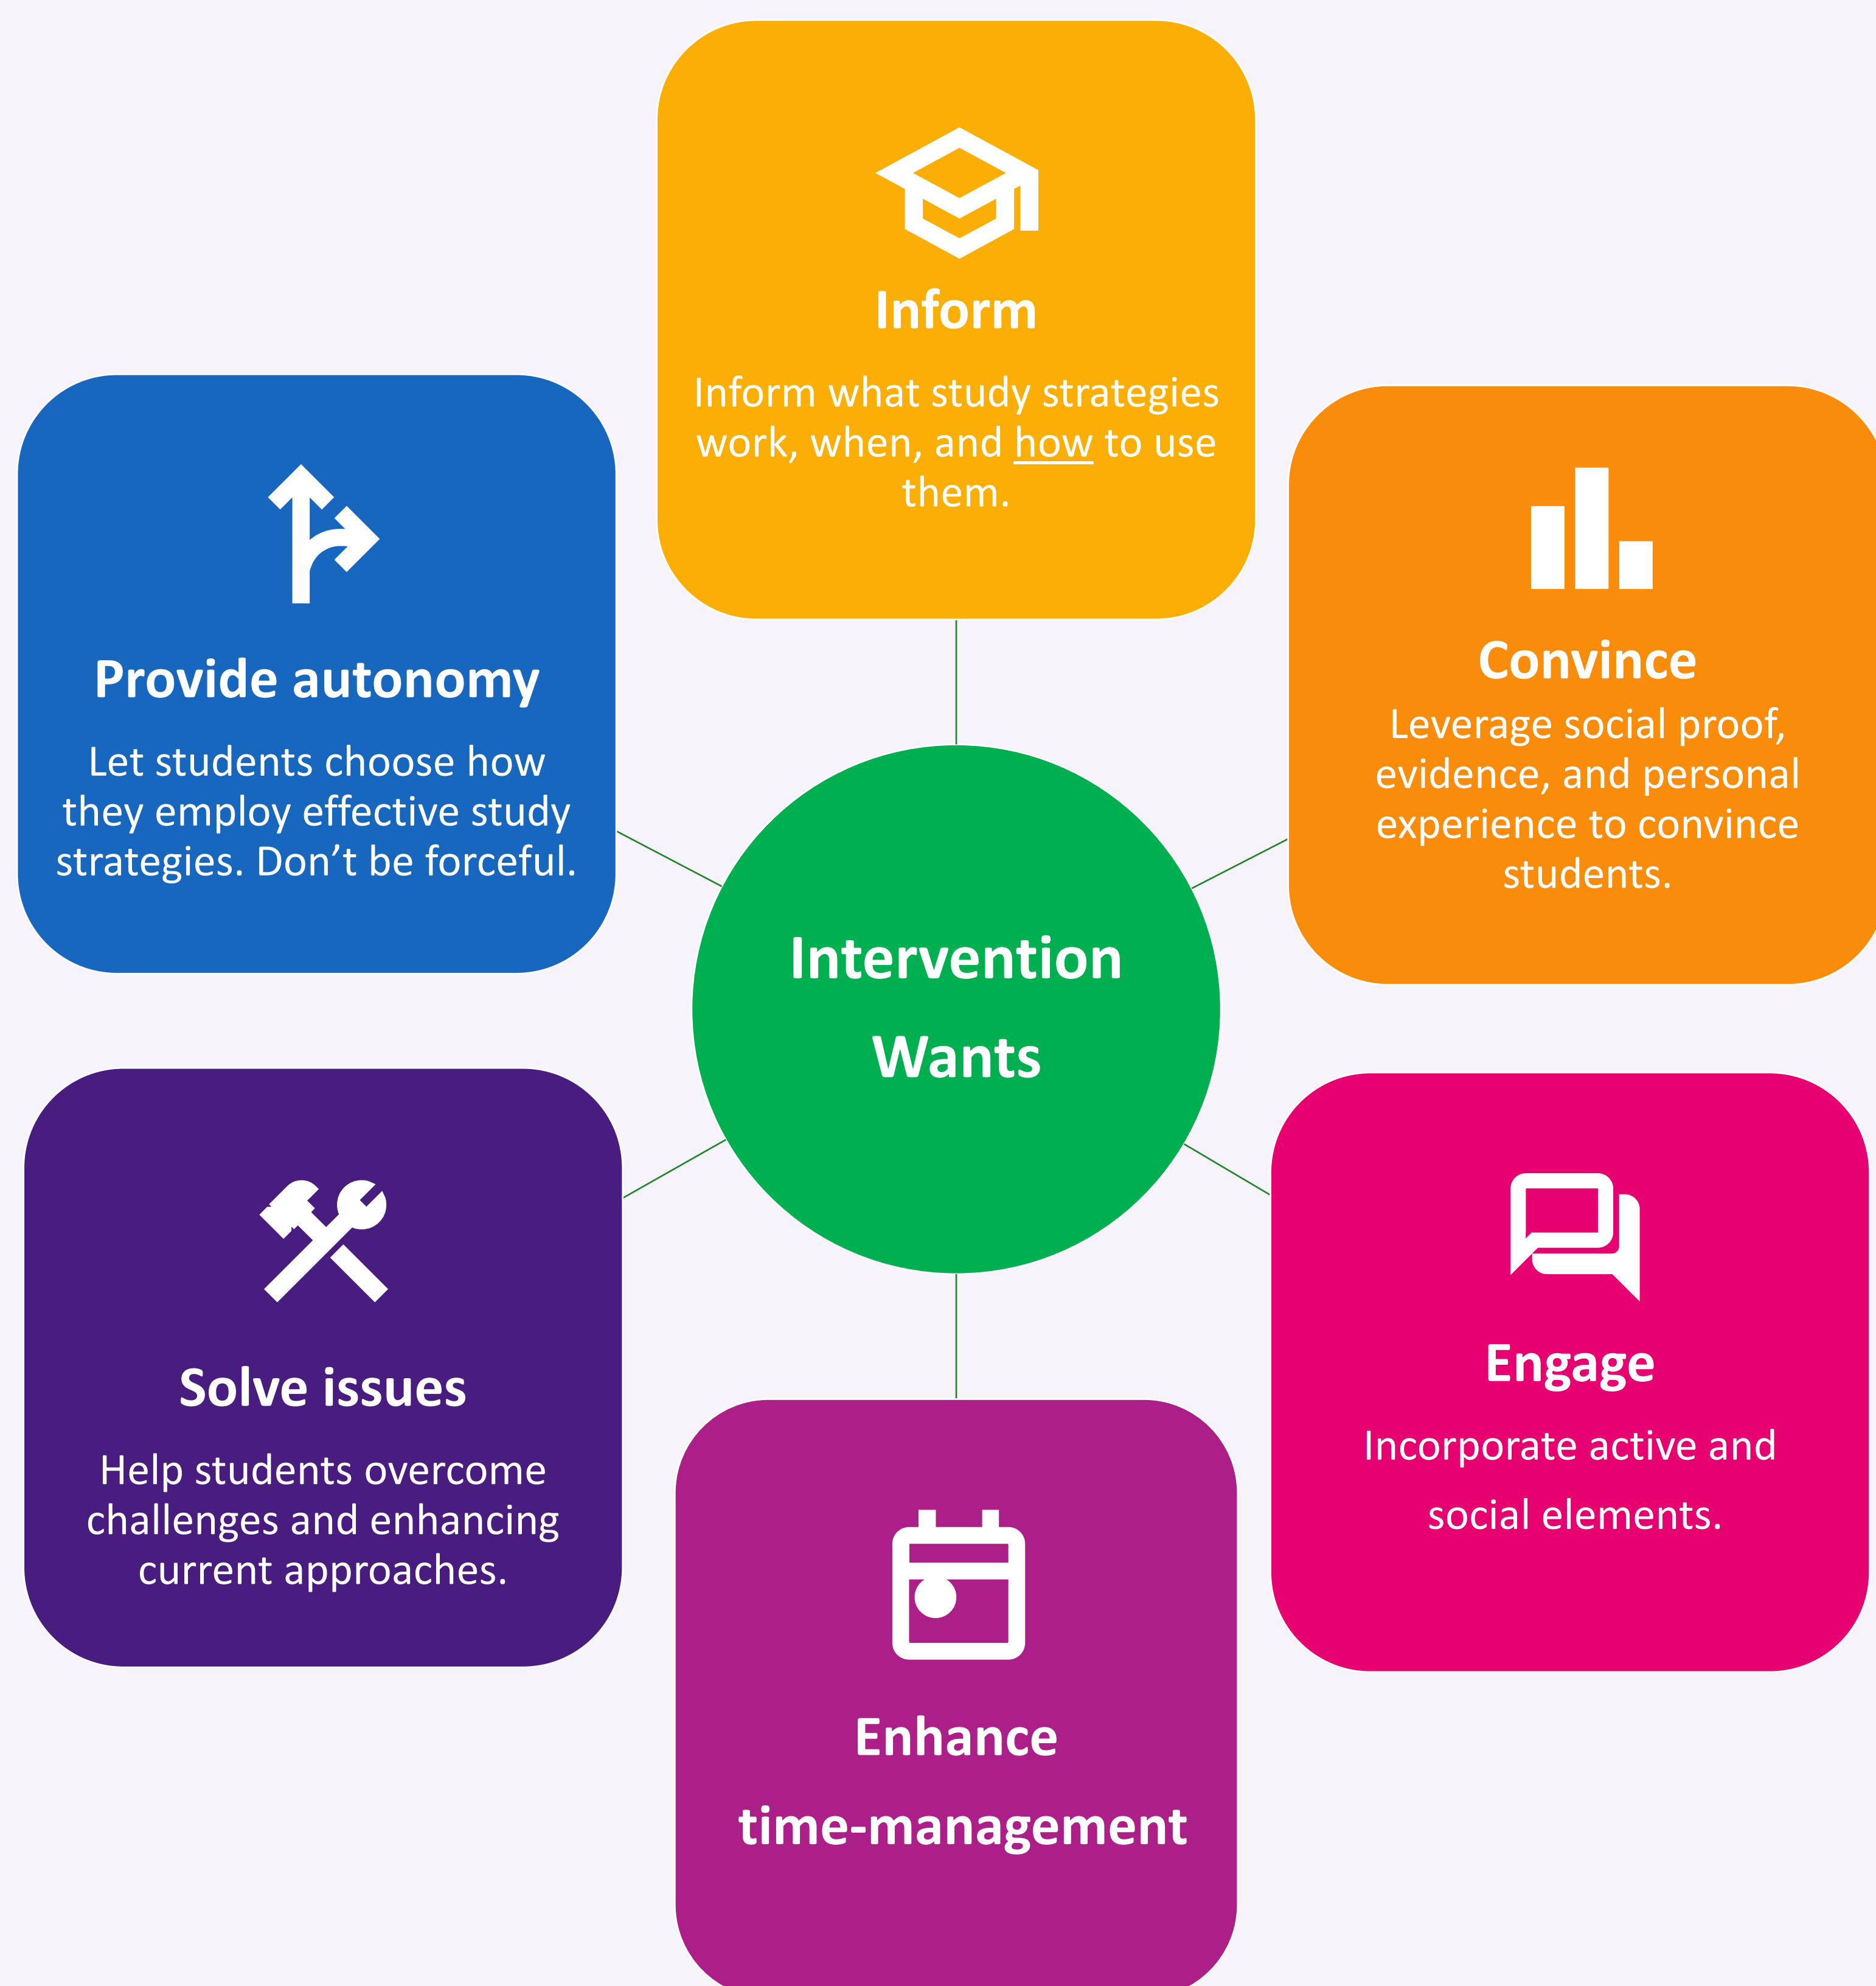 Inform
Inform what study strategies
work, when, and how to use
them.
Provide autonomy
Let students choose how
they employ effective study
strategies. Don’t be forceful.
Convince
Leverage social proof,
evidence, and personal
experience to convince
students.
Intervention
Wants
Solve issues
Help students overcome
challenges and enhancing
current approaches.
Engage
Incorporate active and
social elements.
Enhance
time-management